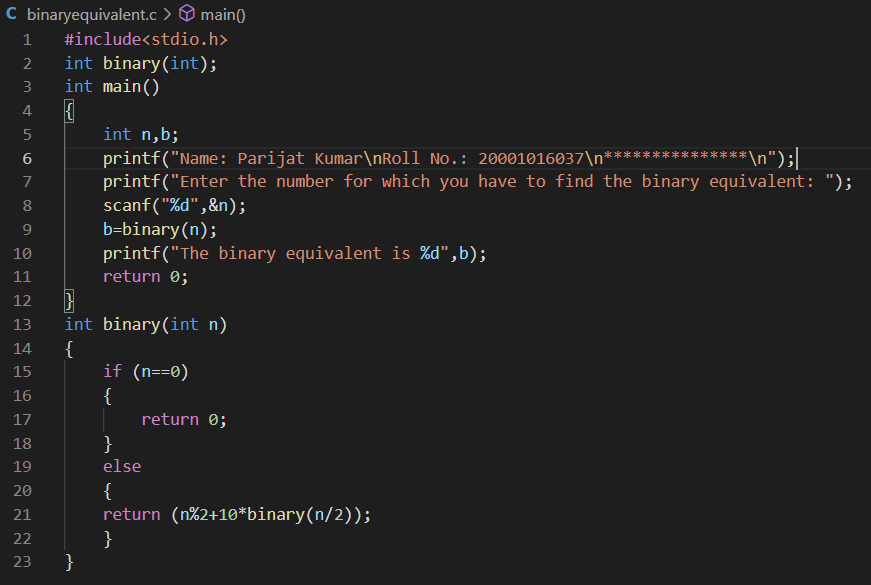 C binaryequivalent.c > main()
1 #include<stdio.h>
2 int binary(int);
3 int main()
4 {
5     int n,b;
6     printf("Name: Parijat Kumar\nRoll No.: 20001016037\n***************\n");
7     printf("Enter the number for which you have to find the binary equivalent: ");
8     scanf("%d",&n);
9     b=binary(n);
10     printf("The binary equivalent is %d",b);
11     return 0;
12 }
13 int binary(int n)
14 {
15     if (n==0)
16     {
17         return 0;
18     }
19     else
20     {
21     return (n%2+10*binary(n/2));
22     }
23 }